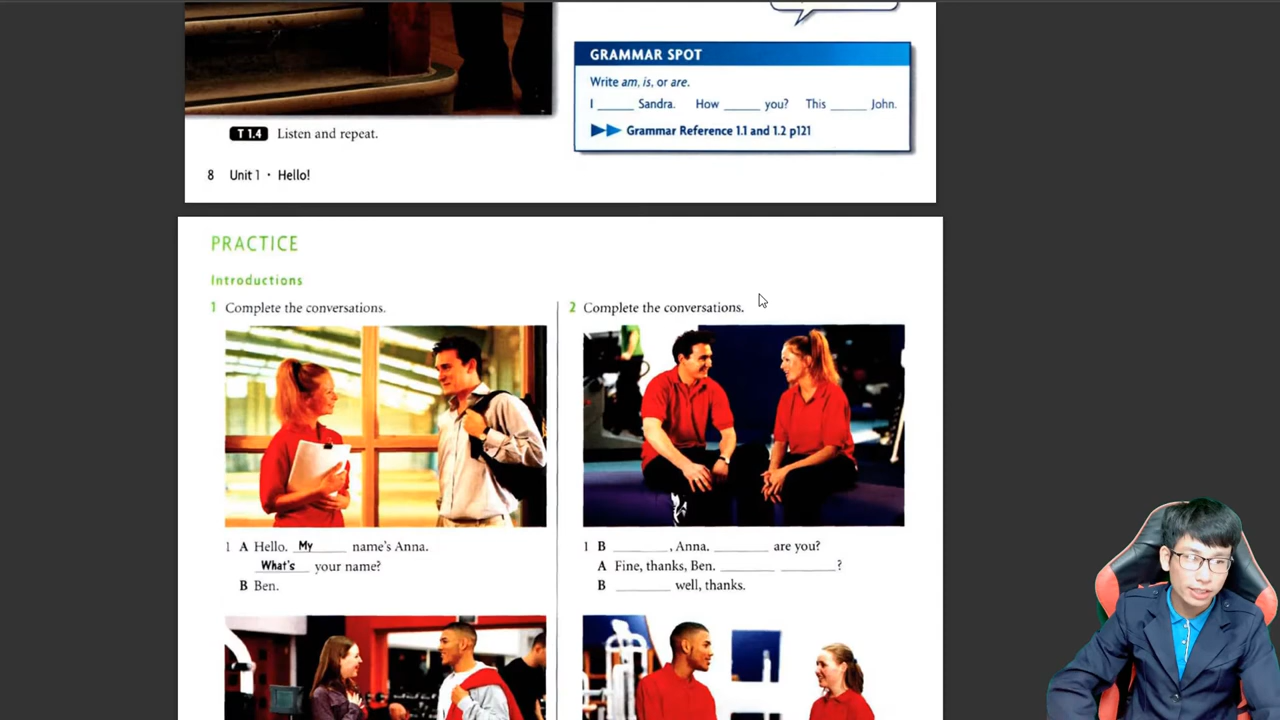 GRAMMAR SPOT
Write am, is, or are.
I ______ Sandra. How ______ you? This ______ John.
Grammar Reference 1.1 and 1.2 p121
T 1.4 Listen and repeat.
8 Unit 1 · Hello!
PRACTICE
Introductions
1 Complete the conversations.
1 A Hello. My name's Anna.
What's your name?
B Ben.
2 Complete the conversations.
1 B ________, Anna. ________ are you?
A Fine, thanks, Ben. ________ ________?
B ________ well, thanks.